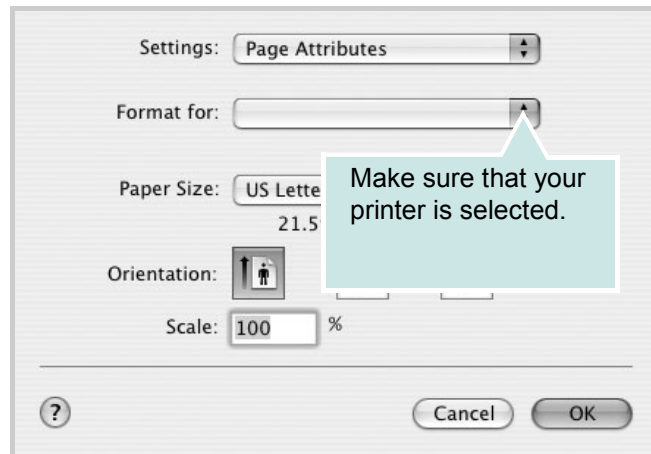 Settings: Page Attributes
Format for:
Make sure that your
printer is selected.
Paper Size: US Lette
21.5
Orientation:
Scale: 100 %
? Cancel OK